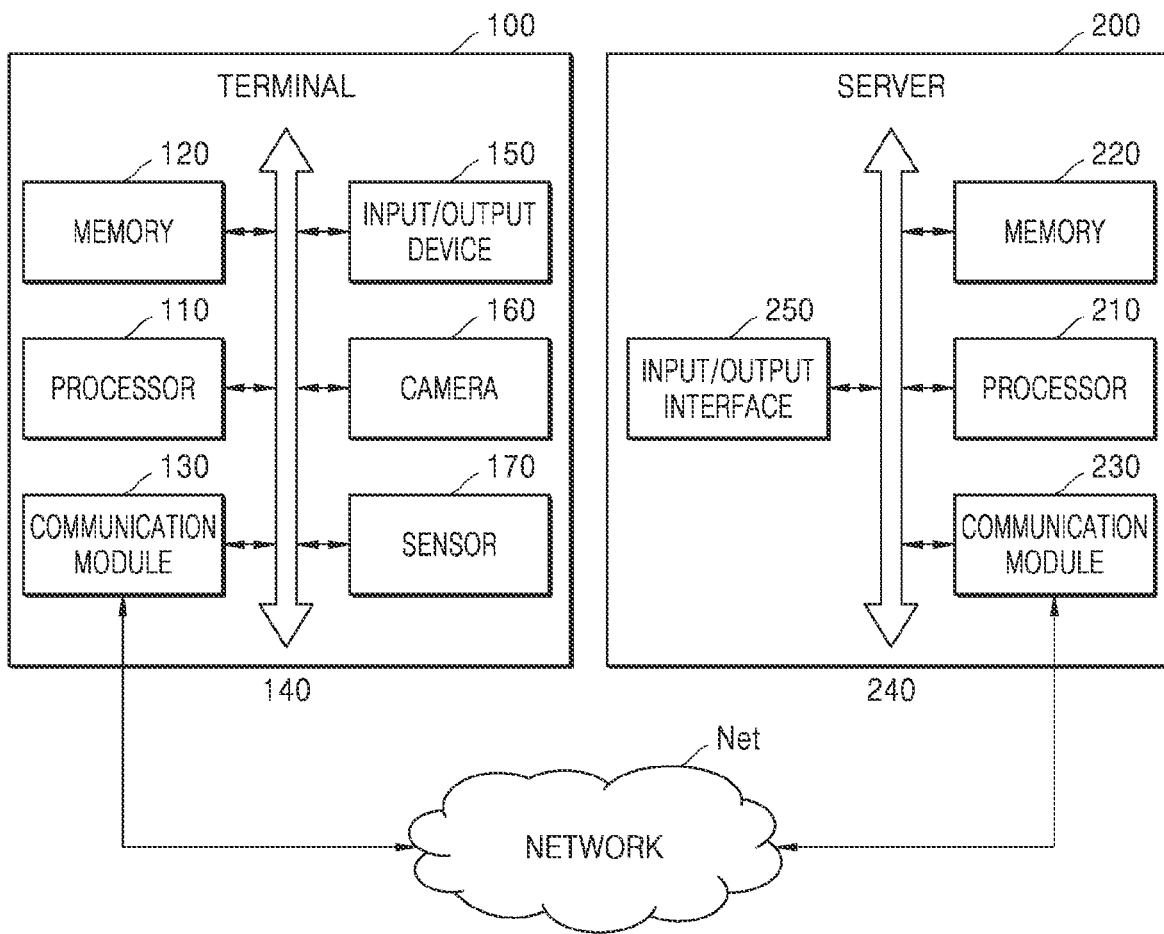 100
TERMINAL
120
MEMORY
150
INPUT/OUTPUT
DEVICE
110
PROCESSOR
160
CAMERA
130
COMMUNICATION
MODULE
170
SENSOR
140
200
SERVER
220
MEMORY
250
INPUT/OUTPUT
INTERFACE
210
PROCESSOR
230
COMMUNICATION
MODULE
240
Net
NETWORK